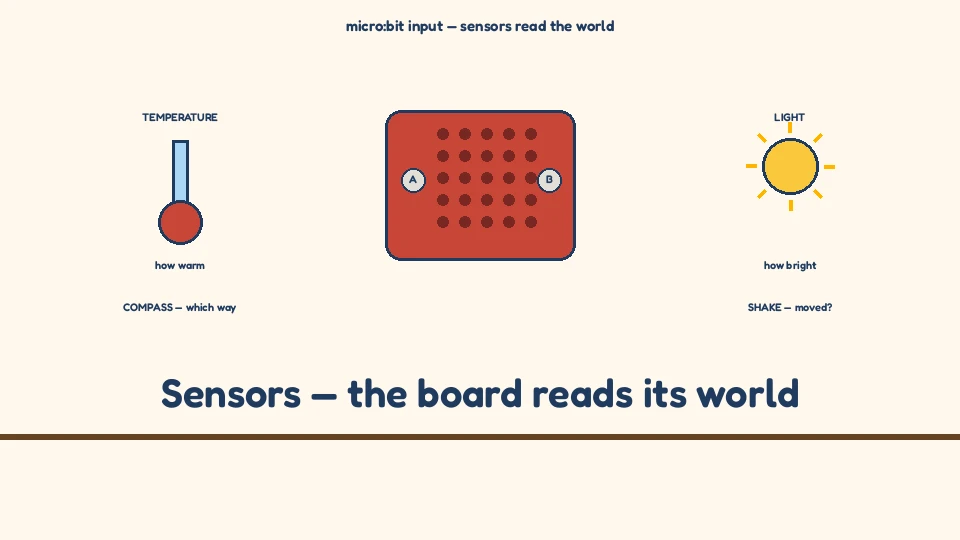 micro:bit input — sensors read the world
TEMPERATURE
LIGHT
A
B
how warm
how bright
COMPASS — which way
SHAKE — moved?
Sensors — the board reads its world